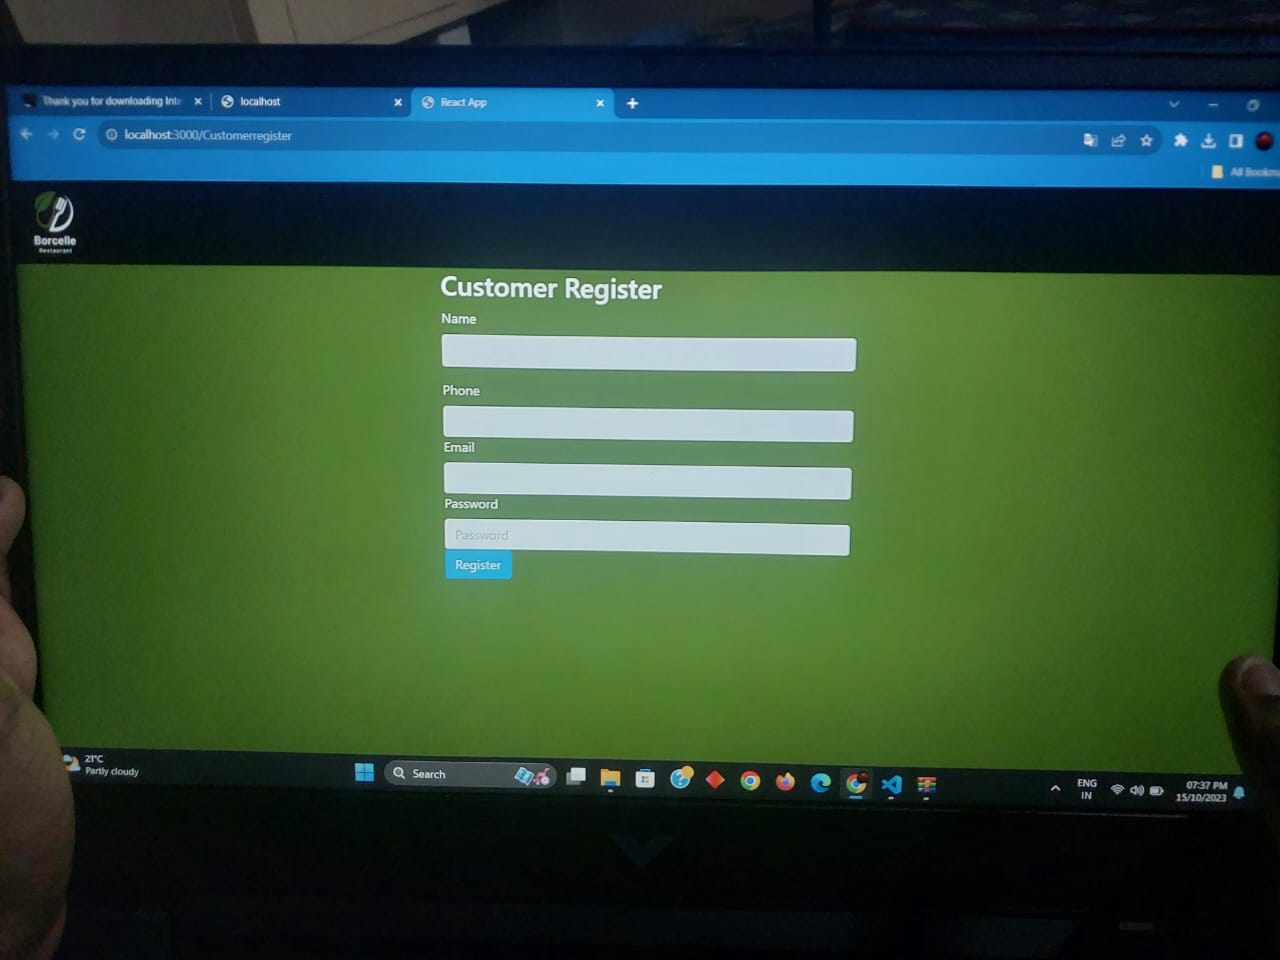 Thank you for downloading Inte
localhost
React App
localhost:3000/Customerregister
All Bookma
Borcelle
Restaurant
Customer Register
Name
Phone
Email
Password
Password
Register
21°C
Partly cloudy
Search
ENG
IN
07:37 PM
15/10/2023